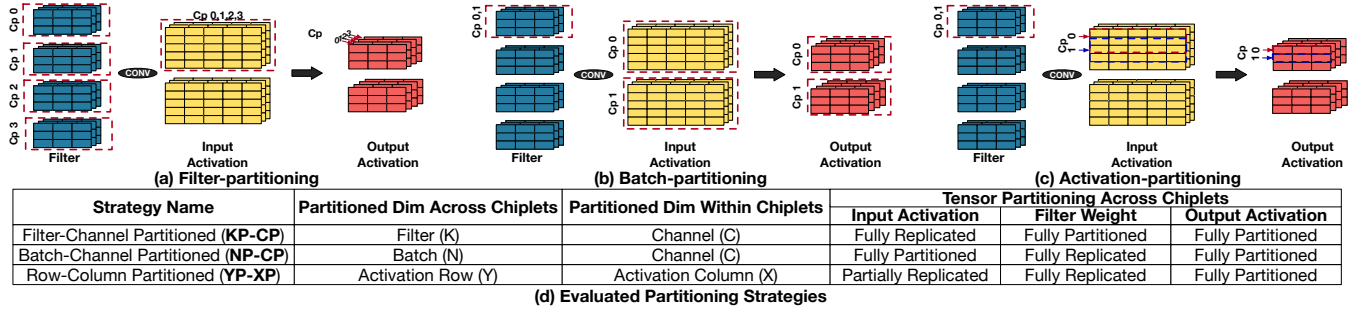 Cp 0
Cp 1
Cp 2
Cp 3
Filter
CONV
Cp 0,1,2,3
Input
Activation
Cp
0
1
2
3
Output
Activation
(a) Filter-partitioning
Cp 0,1
Filter
CONV
Cp 0
Cp 1
Input
Activation
Cp 0
Cp 1
Output
Activation
(b) Batch-partitioning
Cp 0,1
Filter
CONV
Cp
0
1
Input
Activation
Cp
0
1
Output
Activation
(c) Activation-partitioning
Strategy Name Partitioned Dim Across Chiplets Partitioned Dim Within Chiplets Tensor Partitioning Across Chiplets
Input Activation Filter Weight Output Activation
Filter-Channel Partitioned (KP-CP) Filter (K) Channel (C) Fully Replicated Fully Partitioned Fully Partitioned
Batch-Channel Partitioned (NP-CP) Batch (N) Channel (C) Fully Partitioned Fully Replicated Fully Partitioned
Row-Column Partitioned (YP-XP) Activation Row (Y) Activation Column (X) Partially Replicated Fully Replicated Fully Partitioned
(d) Evaluated Partitioning Strategies